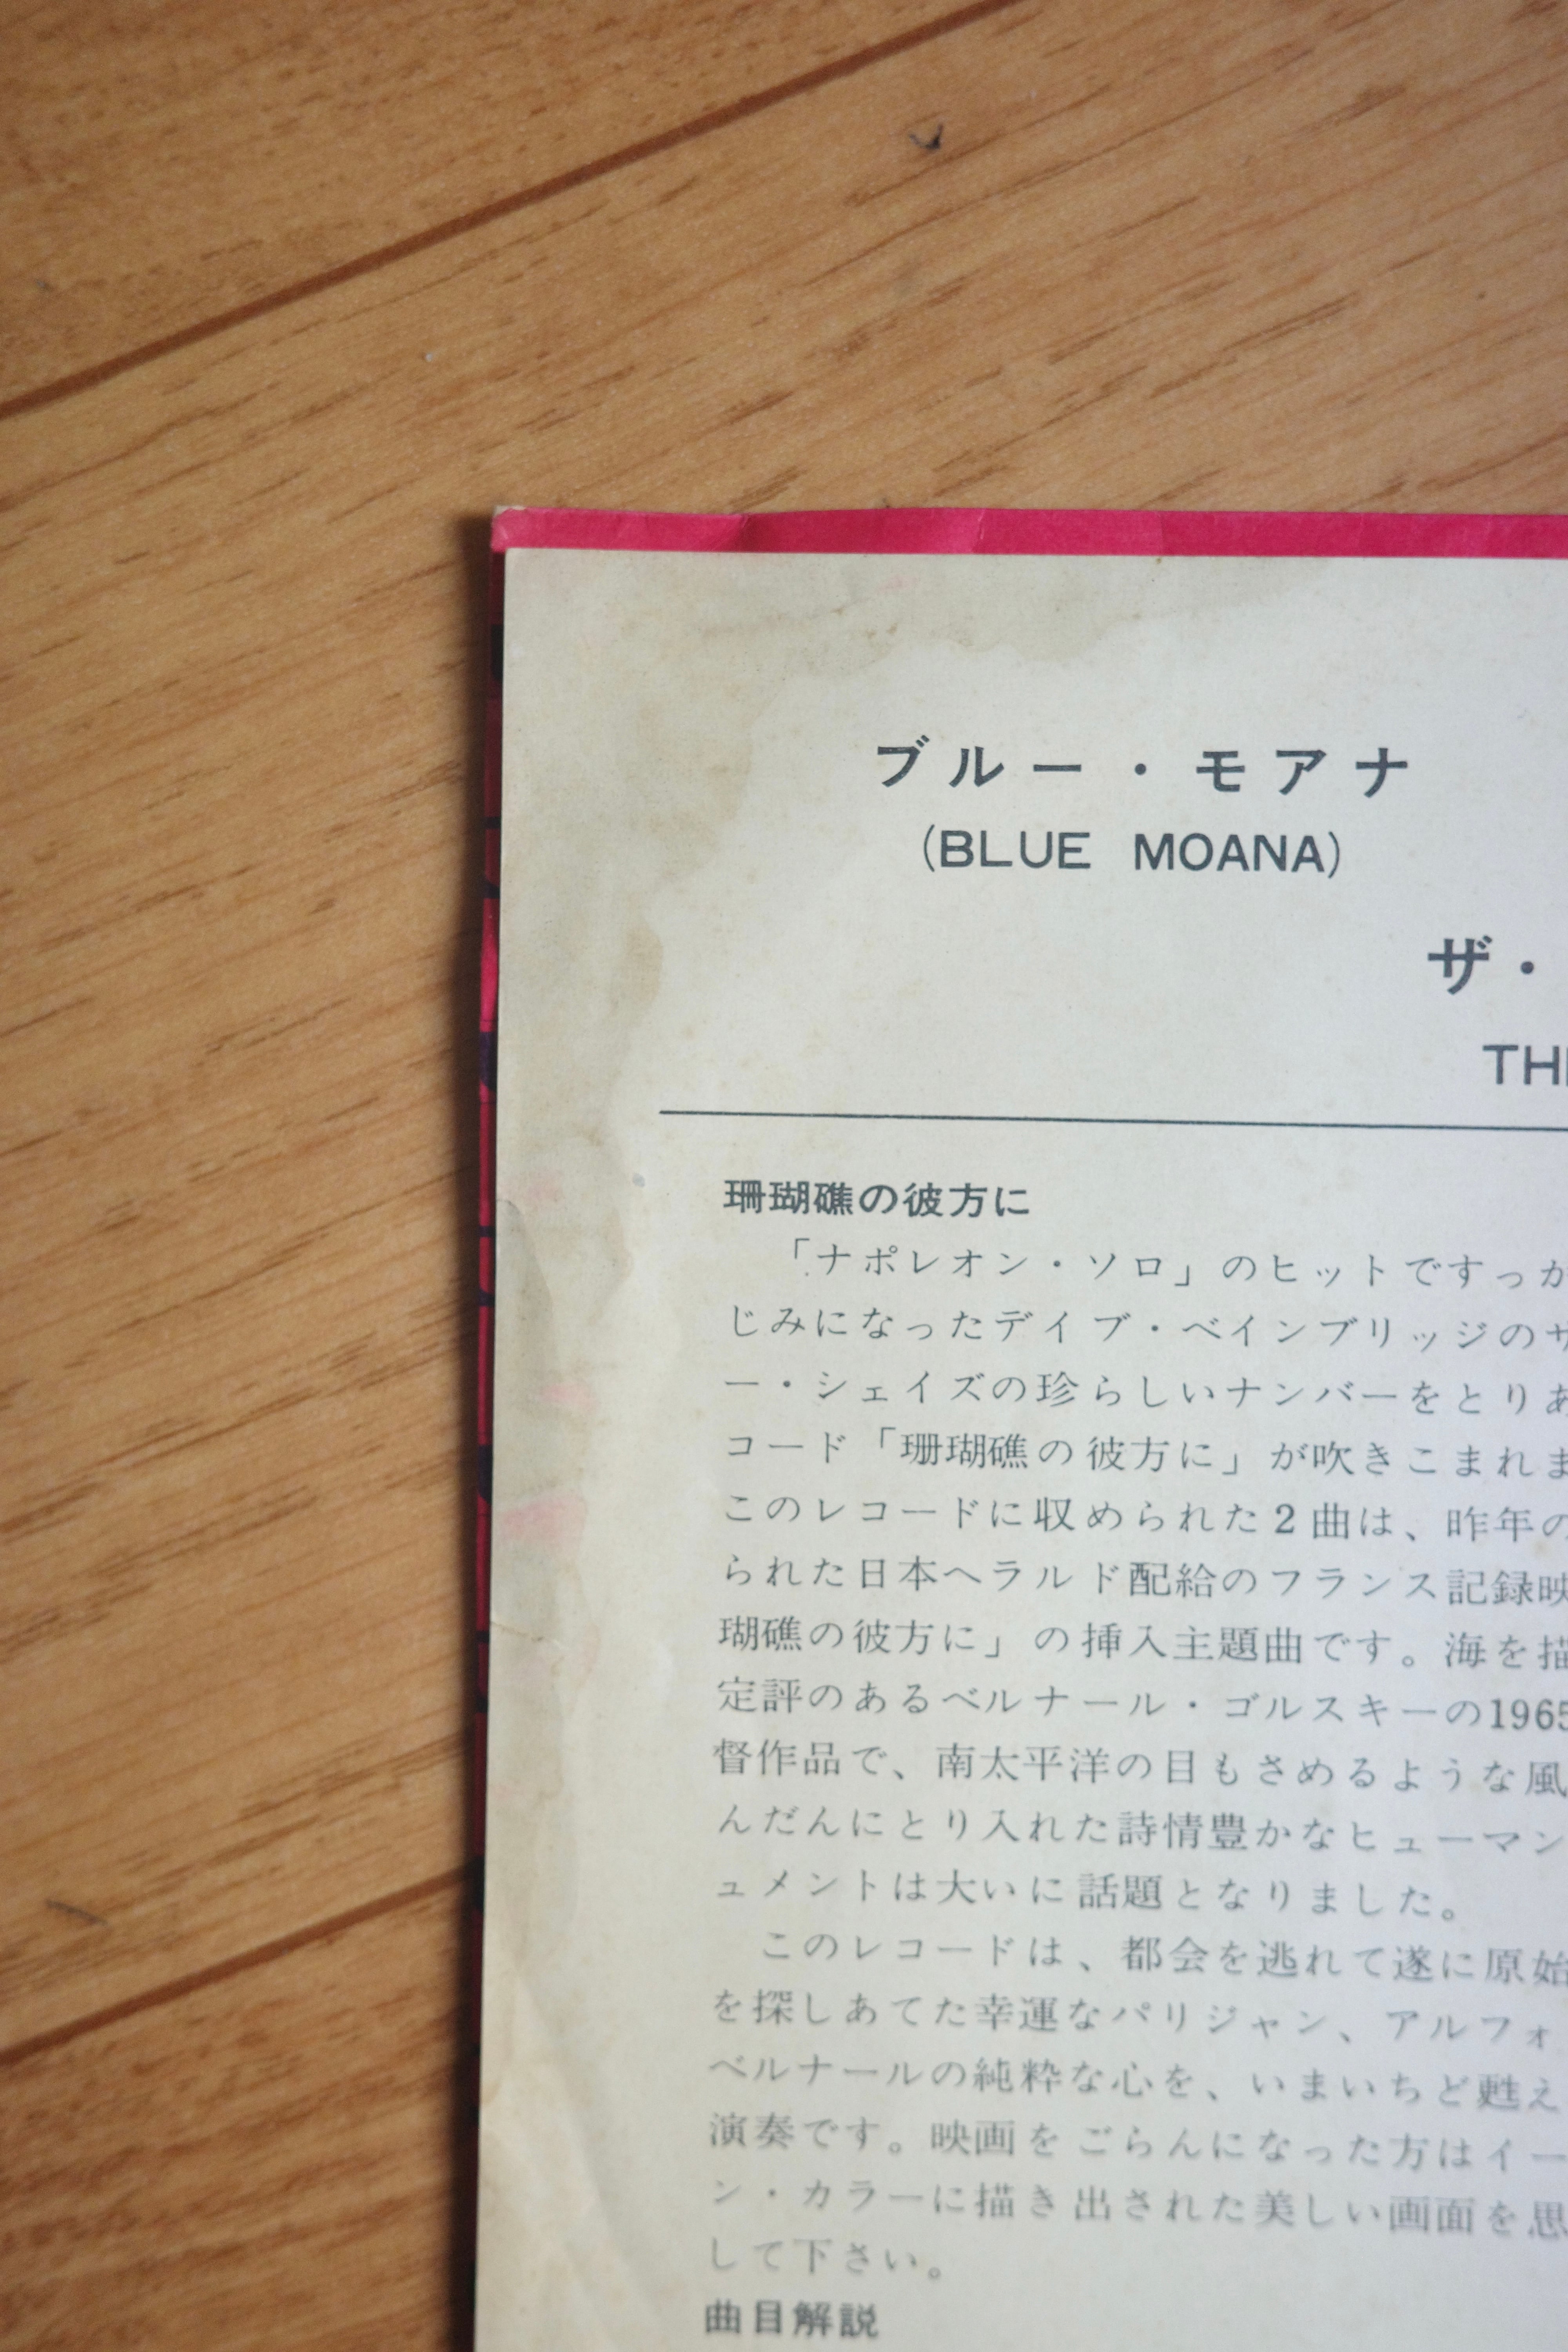 ブルー・モアナ
(BLUE MOANA)
ザ・
THE
珊瑚礁の彼方に
「ナポレオン・ソロ」のヒットですっか
じみになったデイブ・ベインブリッジのサ
ー・シェイズの珍らしいナンバーをとりあ
コード「珊瑚礁の彼方に」が吹きこまれま
このレコードに収められた2曲は、昨年の
られた日本ヘラルド配給のフランス記録映
瑚礁の彼方に」の挿入主題曲です。海を描
定評のあるベルナール・ゴルスキーの1965
督作品で、南太平洋の目もさめるような風
んだんにとり入れた詩情豊かなヒューマン
ュメントは大いに話題となりました。
このレコードは、都会を逃れて遂に原始
を探しあてた幸運なパリジャン、アルフォ
ベルナールの純粋な心を、いまいちど甦え
演奏です。映画をごらんになった方はイー
ン・カラーに描き出された美しい画面を思
して下さい。
曲目解説